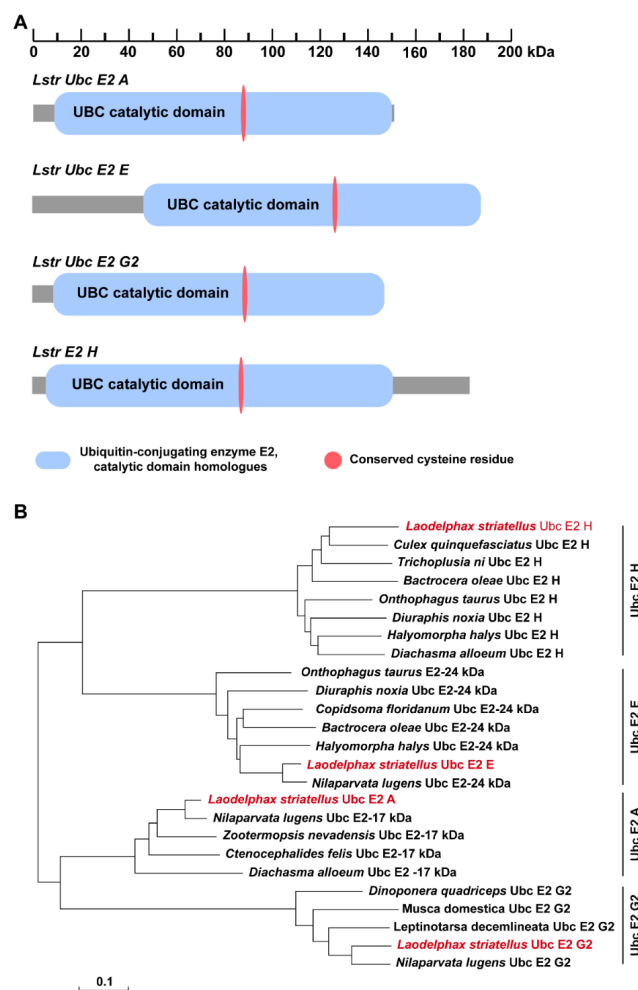 A
0 20 40 60 80 100 120 140 160 180 200 kDa
Lstr Ubc E2 A
UBC catalytic domain
Lstr Ubc E2 E
UBC catalytic domain
Lstr Ubc E2 G2
UBC catalytic domain
Lstr E2 H
UBC catalytic domain
Ubiquitin-conjugating enzyme E2,
catalytic domain homologues
Conserved cysteine residue
B
Laodelphax striatellus Ubc E2 H
Culex quinquefasciatus Ubc E2 H
Trichoplusia ni Ubc E2 H
Bactrocera oleae Ubc E2 H
Onthophagus taurus Ubc E2 H
Diuraphis noxia Ubc E2 H
Halyomorpha halys Ubc E2 H
Diachasma alloeum Ubc E2 H
Ubc E2 H
Onthophagus taurus E2-24 kDa
Diuraphis noxia Ubc E2-24 kDa
Copidsoma floridanum Ubc E2-24 kDa
Bactrocera oleae Ubc E2-24 kDa
Halyomorpha halys Ubc E2-24 kDa
Laodelphax striatellus Ubc E2 E
Nilaparvata lugens Ubc E2-24 kDa
Ubc E2 E
Laodelphax striatellus Ubc E2 A
Nilaparvata lugens Ubc E2-17 kDa
Zootermopsis nevadensis Ubc E2-17 kDa
Ctenocephalides felis Ubc E2-17 kDa
Diachasma alloeum Ubc E2 -17 kDa
Ubc E2 A
Dinoponera quadriceps Ubc E2 G2
Musca domestica Ubc E2 G2
Leptinotarsa decemlineata Ubc E2 G2
Laodelphax striatellus Ubc E2 G2
Nilaparvata lugens Ubc E2 G2
Ubc E2 G2
0.1